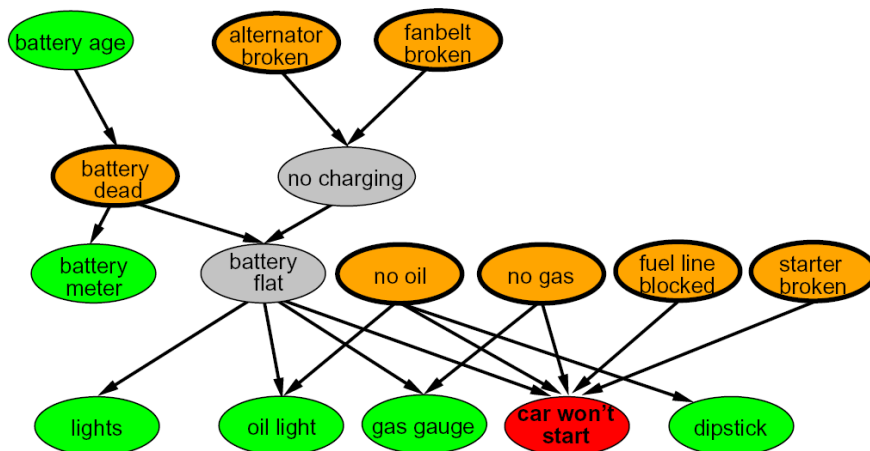 battery age
alternator
broken
fanbelt
broken
battery
dead
no charging
battery
meter
battery
flat
no oil
no gas
fuel line
blocked
starter
broken
lights
oil light
gas gauge
car won't
start
dipstick